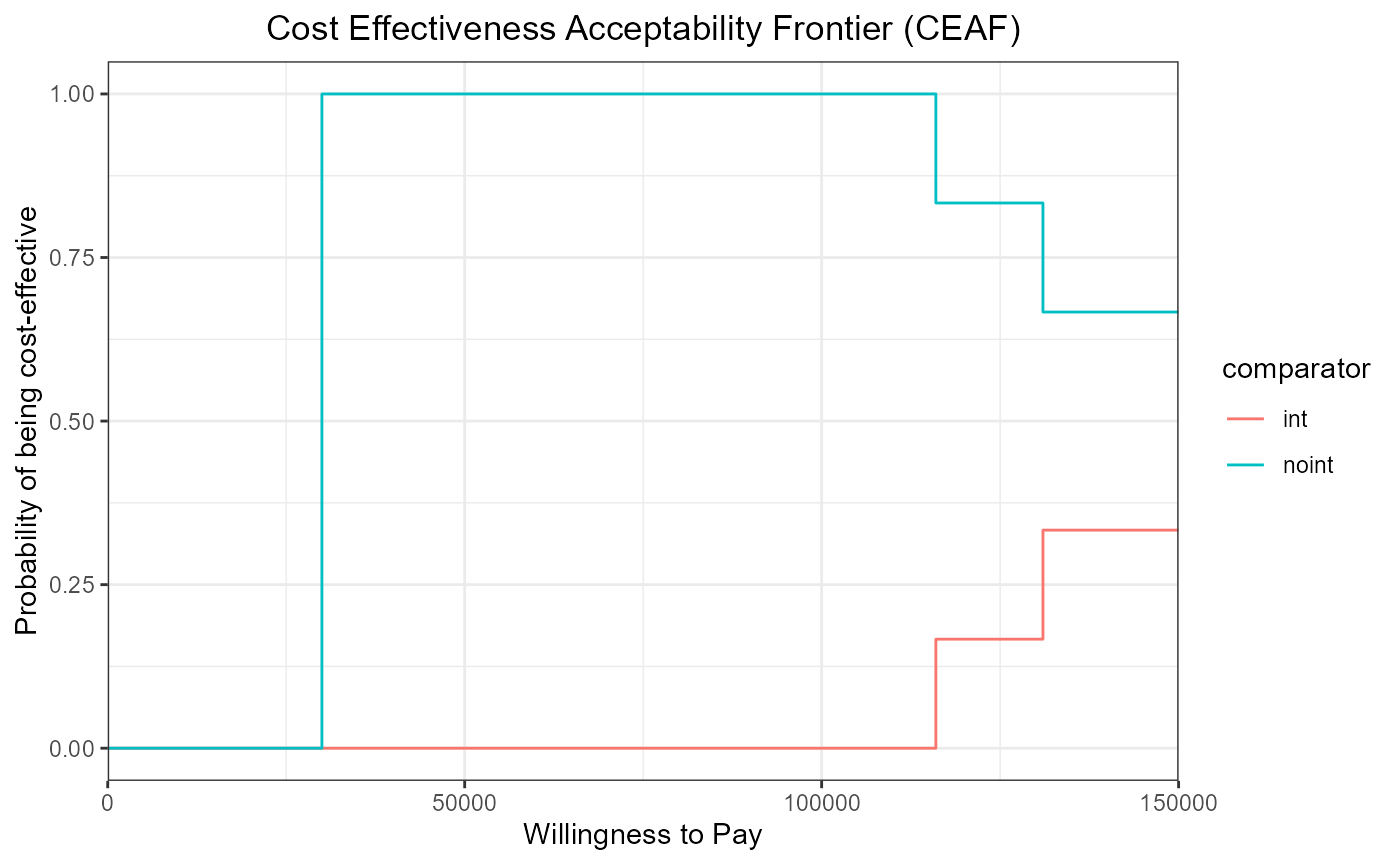 Cost Effectiveness Acceptability Frontier (CEAF)
Probability of being cost-effective
1.00
0.75
0.50
0.25
0.00
0
50000
100000
150000
Willingness to Pay
comparator
int
noint